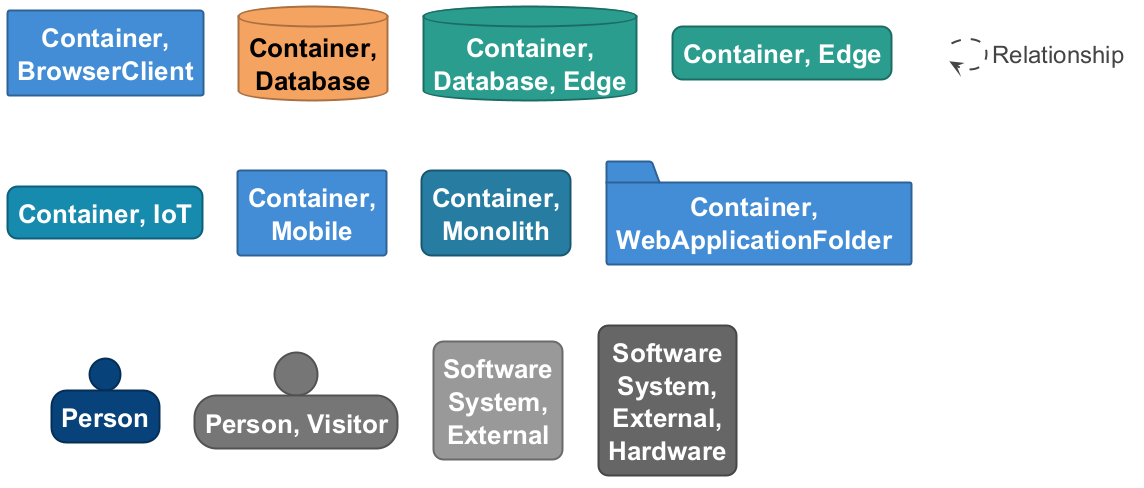 Container,
BrowserClient
Container,
Database
Container,
Database, Edge
Container, Edge
Relationship
Container, IoT
Container,
Mobile
Container,
Monolith
Container,
WebApplicationFolder
Person
Person, Visitor
Software
System,
External
Software
System,
External,
Hardware